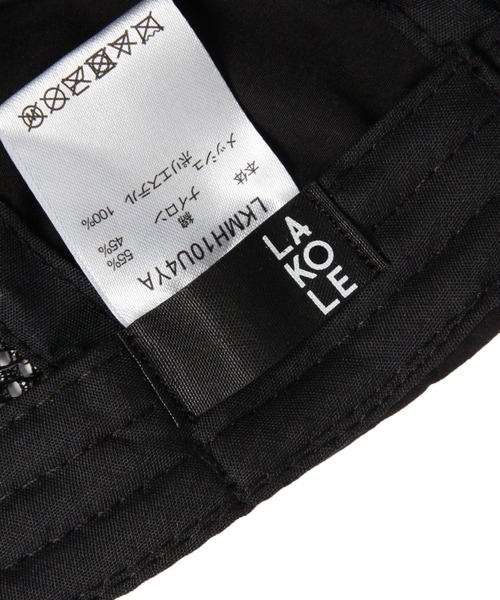 LA
KO
LE
LKMH10U4YA
本体 綿 55%
ナイロン 45%
メッシュ ポリエステル 100%
W